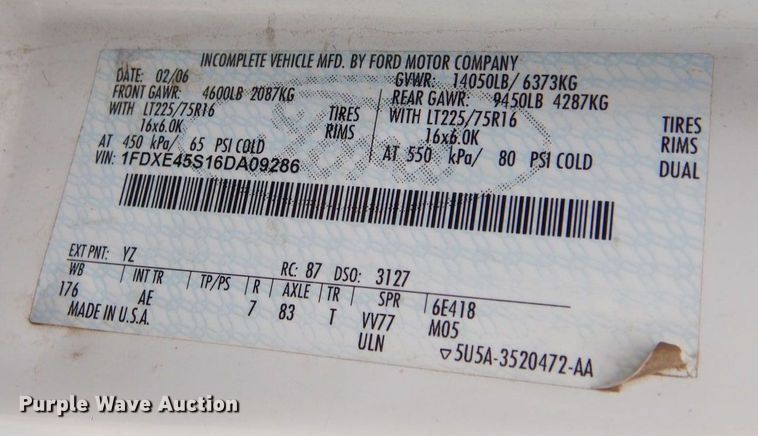 INCOMPLETE VEHICLE MFD. BY FORD MOTOR COMPANY
DATE: 02/06 GVWR: 14050LB/ 6373KG
FRONT GAWR: 4600LB 2087KG REAR GAWR: 9450LB 4287KG
WITH LT225/75R16 TIRES WITH LT225/75R16 TIRES
16x6.0K RIMS 16x6.0K RIMS
AT 450 kPa/ 65 PSI COLD AT 550 kPa/ 80 PSI COLD DUAL
VIN: 1FDXE45S16DA09286
EXT PNT: YZ RC: 87 DSO: 3127
WB INT TR TP/PS R AXLE TR SPR 6E418
176 AE 7 83 T VV77 M05
MADE IN U.S.A. ULN ▽5U5A-3520472-AA
Purple Wave Auction